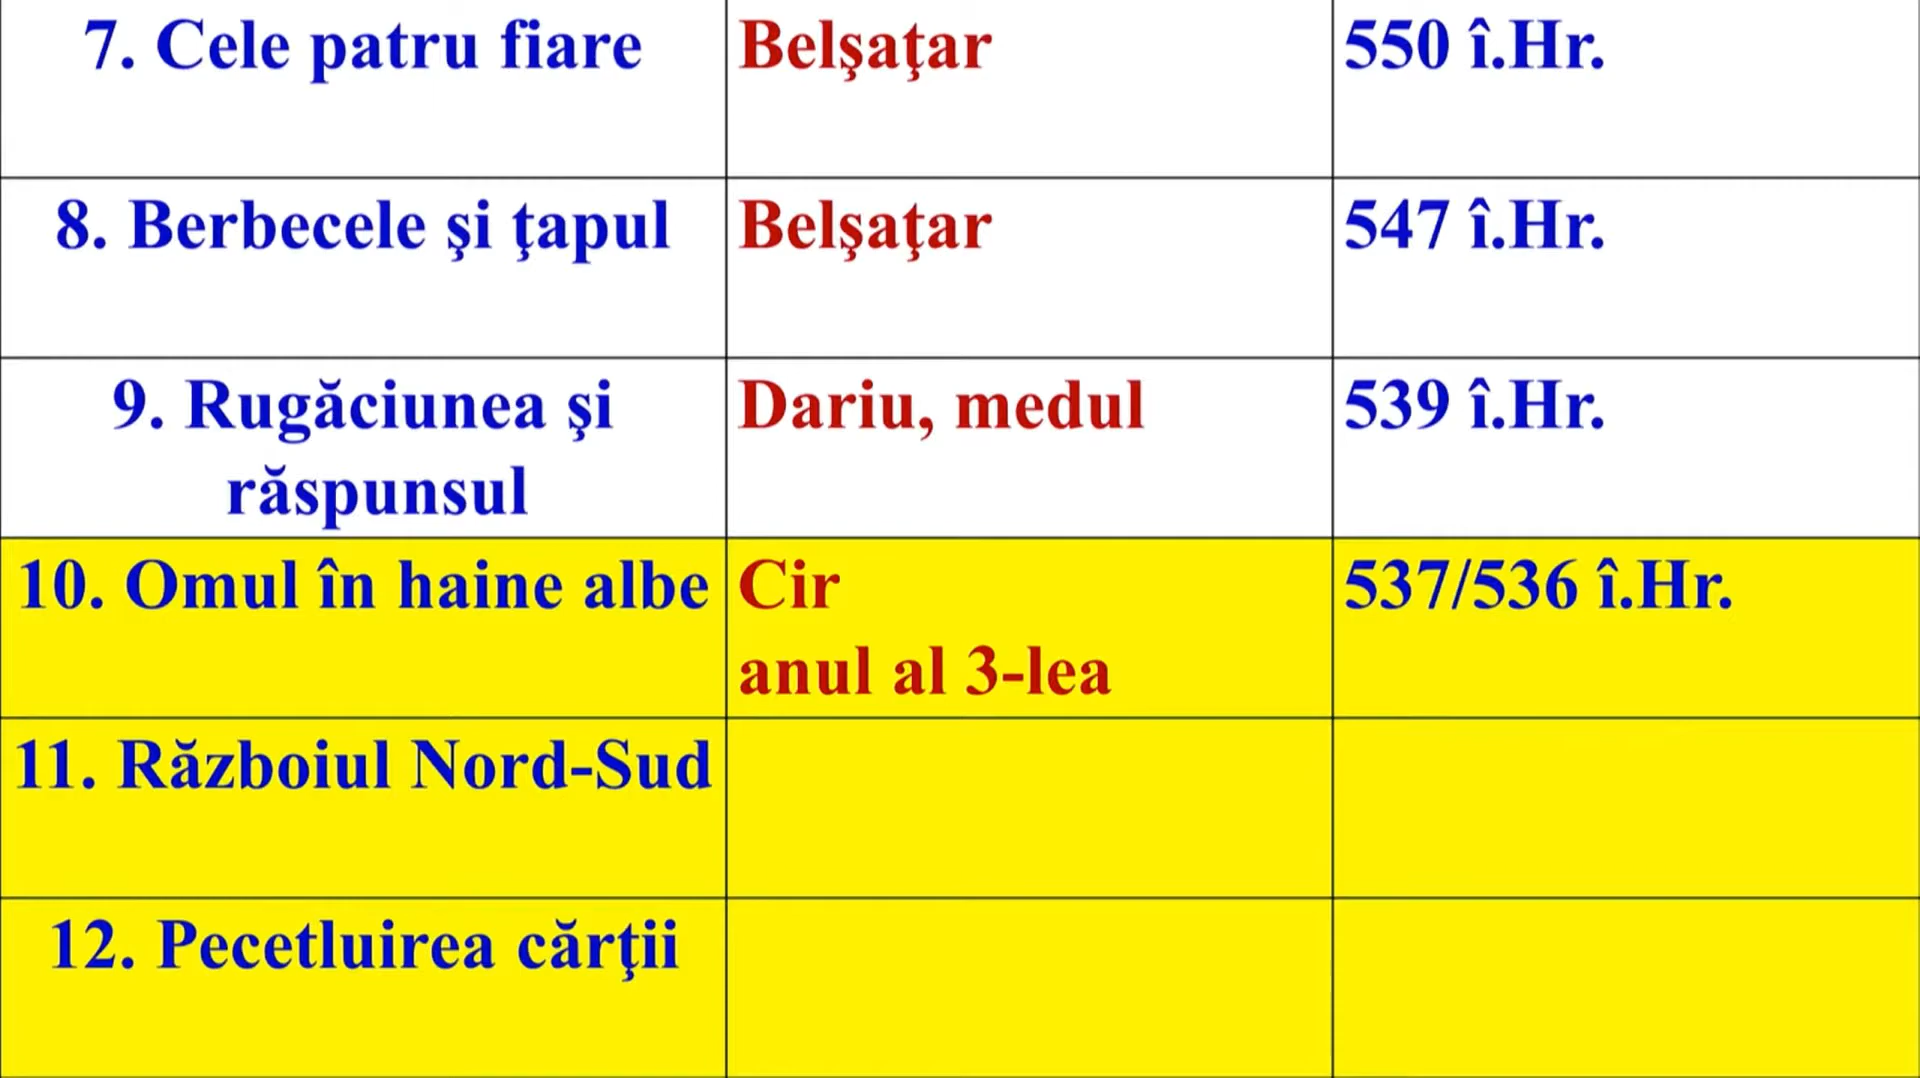 7. Cele patru fiare Belşaţar 550 î.Hr.
8. Berbecele şi ţapul Belşaţar 547 î.Hr.
9. Rugăciunea şi Dariu, medul 539 î.Hr.
răspunsul
10. Omul în haine albe Cir 537/536 î.Hr.
anul al 3-lea
11. Războiul Nord-Sud
12. Pecetluirea cărţii